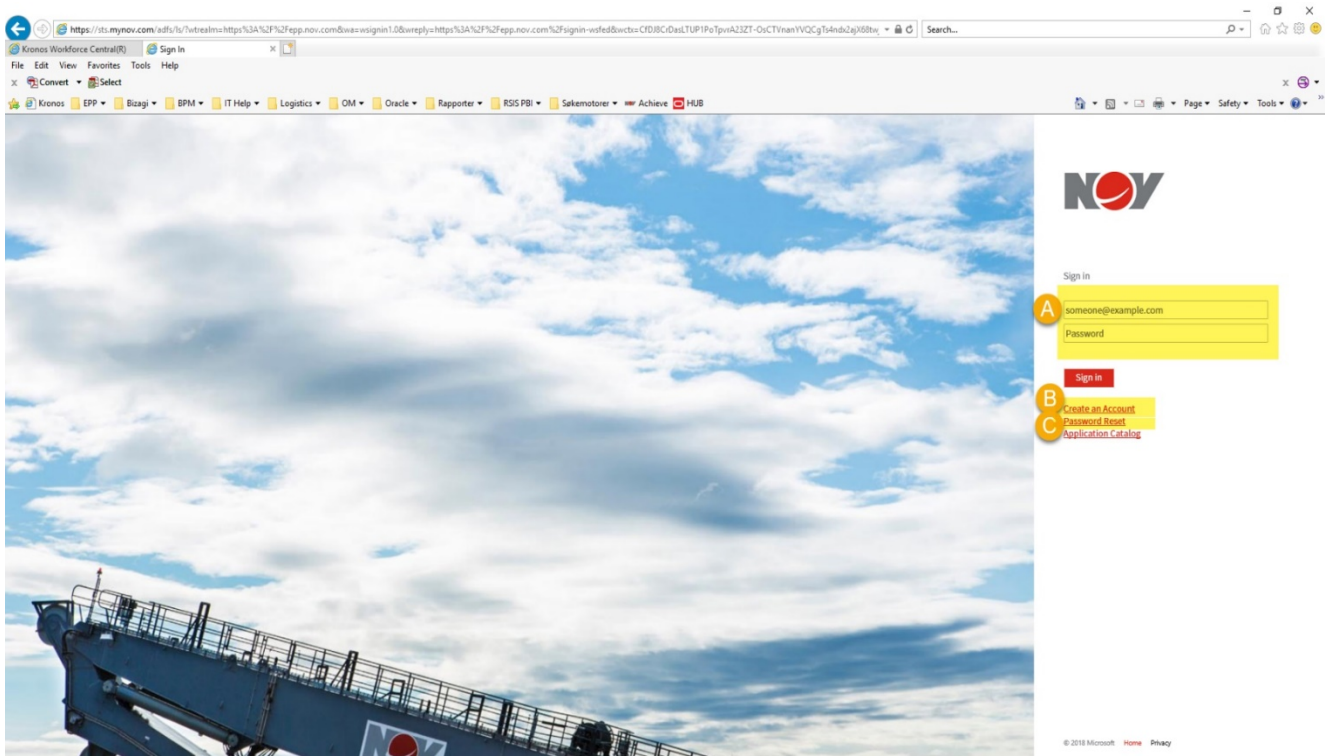 https://sts.mynov.com/adfs/ls/?wtrealm=https%3A%2F%2Fepp.nov.com&wa=wsignin1.0&wreply=https%3A%2F%2Fepp.nov.com%2Fsignin-wsfed&wctx= Search...
Kronos Workforce Central(R) Sign In
File Edit View Favorites Tools Help
x Convert Select x
Kronos EPP Bizagi BPM IT Help Logistics OM Oracle Rapporter RSIS PBI Søkemotorer NOV Achieve HUB Page Safety Tools
NOV
Sign in
A someone@example.com
Password
Sign in
B
Create an Account
C Password Reset
Application Catalog
NOV
© 2018 Microsoft Home Privacy